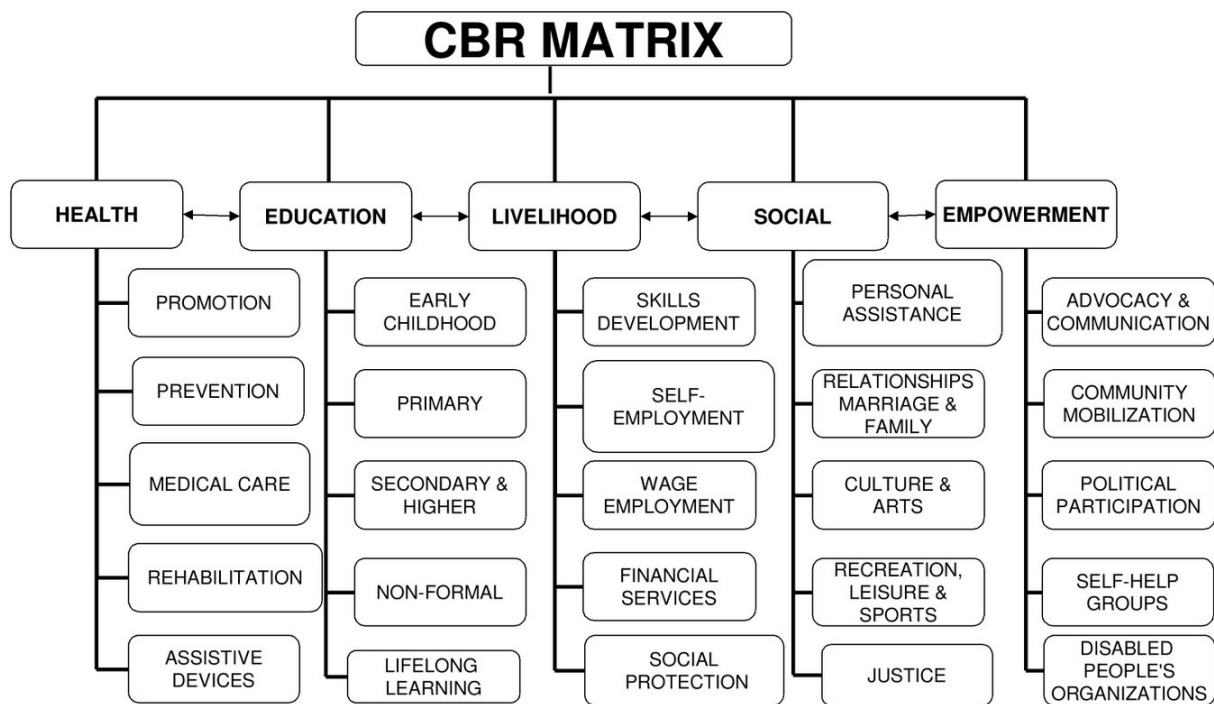 CBR MATRIX
HEALTH
EDUCATION
LIVELIHOOD
SOCIAL
EMPOWERMENT
PROMOTION
PREVENTION
MEDICAL CARE
REHABILITATION
ASSISTIVE
DEVICES
EARLY
CHILDHOOD
PRIMARY
SECONDARY &
HIGHER
NON-FORMAL
LIFELONG
LEARNING
SKILLS
DEVELOPMENT
SELF-
EMPLOYMENT
WAGE
EMPLOYMENT
FINANCIAL
SERVICES
SOCIAL
PROTECTION
PERSONAL
ASSISTANCE
RELATIONSHIPS
MARRIAGE &
FAMILY
CULTURE &
ARTS
RECREATION,
LEISURE &
SPORTS
JUSTICE
ADVOCACY &
COMMUNICATION
COMMUNITY
MOBILIZATION
POLITICAL
PARTICIPATION
SELF-HELP
GROUPS
DISABLED
PEOPLE'S
ORGANIZATIONS